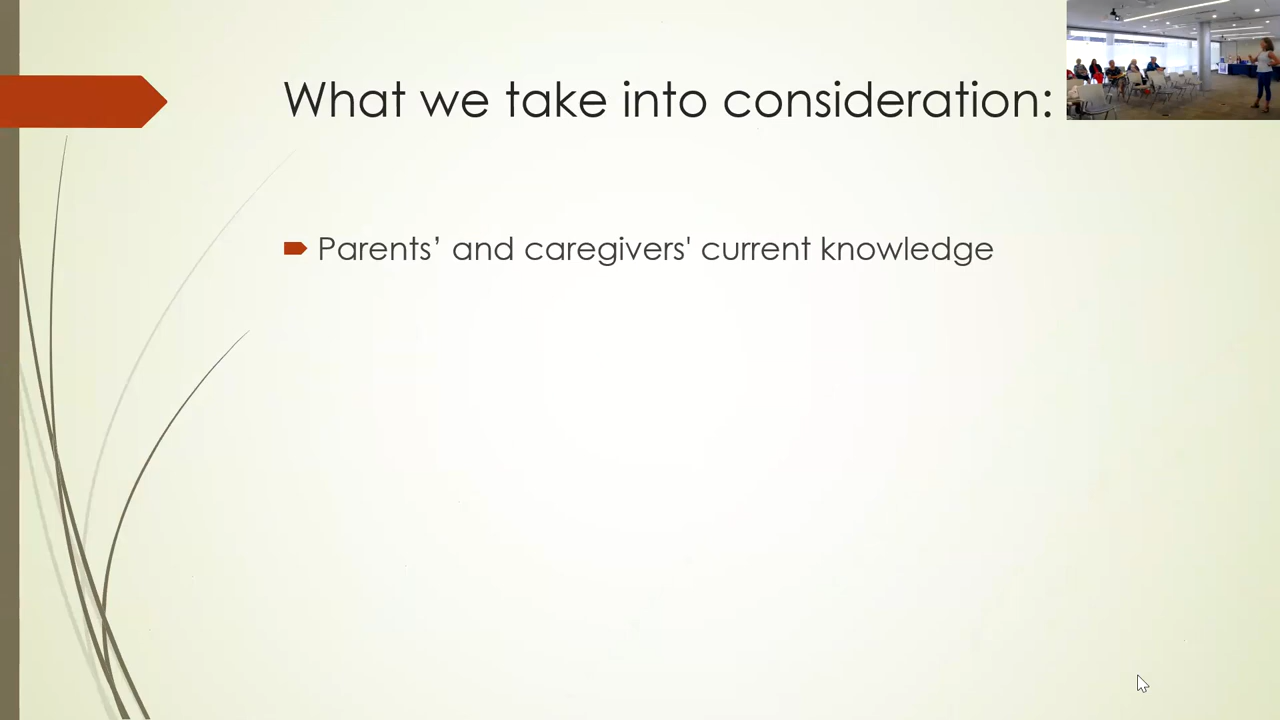 What we take into consideration:
Parents’ and caregivers' current knowledge